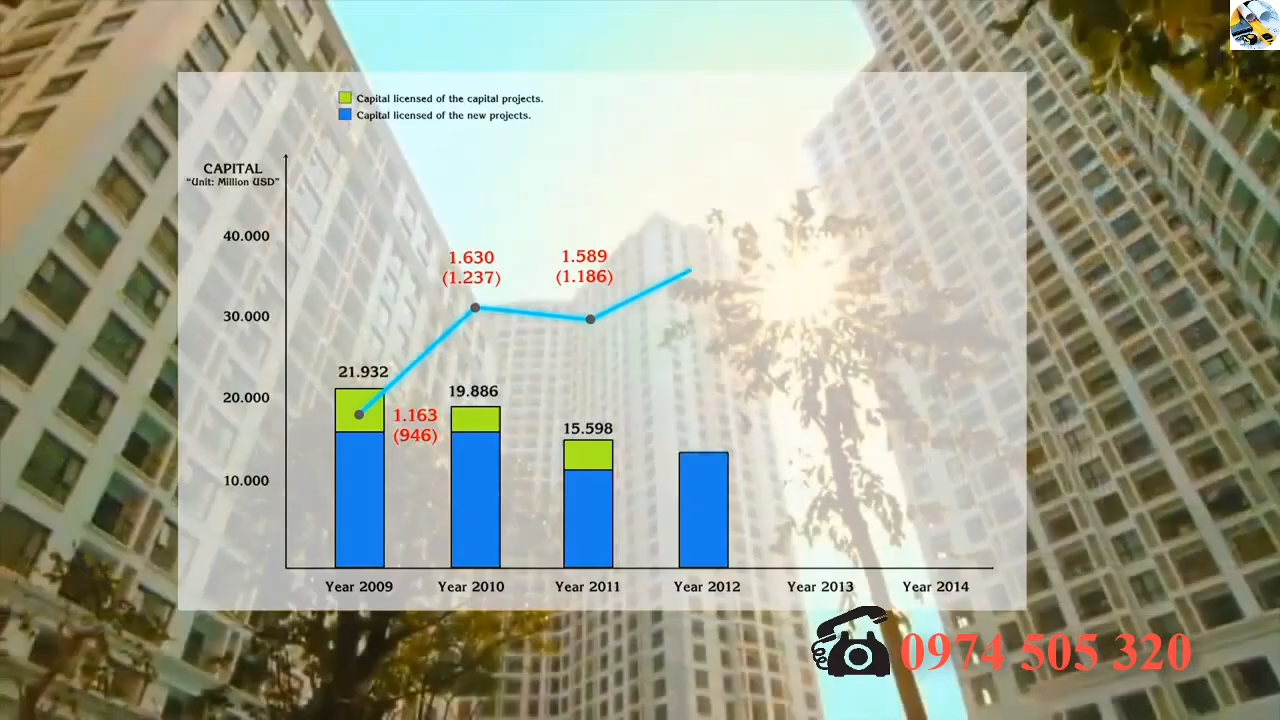 Capital licensed of the capital projects.
Capital licensed of the new projects.
CAPITAL
“Unit: Million USD”
40.000
30.000
20.000
10.000
21.932
1.163
(946)
1.630
(1.237)
19.886
1.589
(1.186)
15.598
Year 2009
Year 2010
Year 2011
Year 2012
Year 2013
Year 2014
0974 505 320